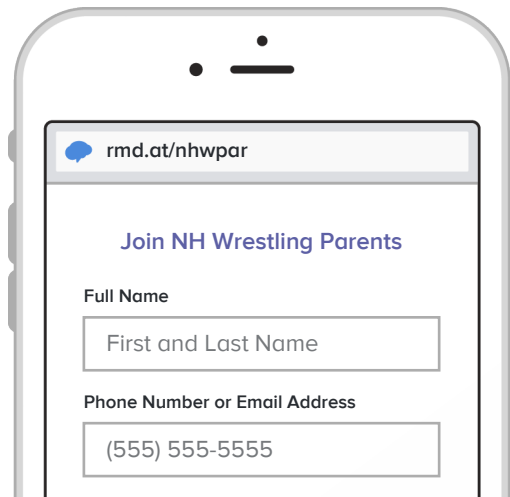 rmd.at/nhwpar
Join NH Wrestling Parents
Full Name
First and Last Name
Phone Number or Email Address
(555) 555-5555